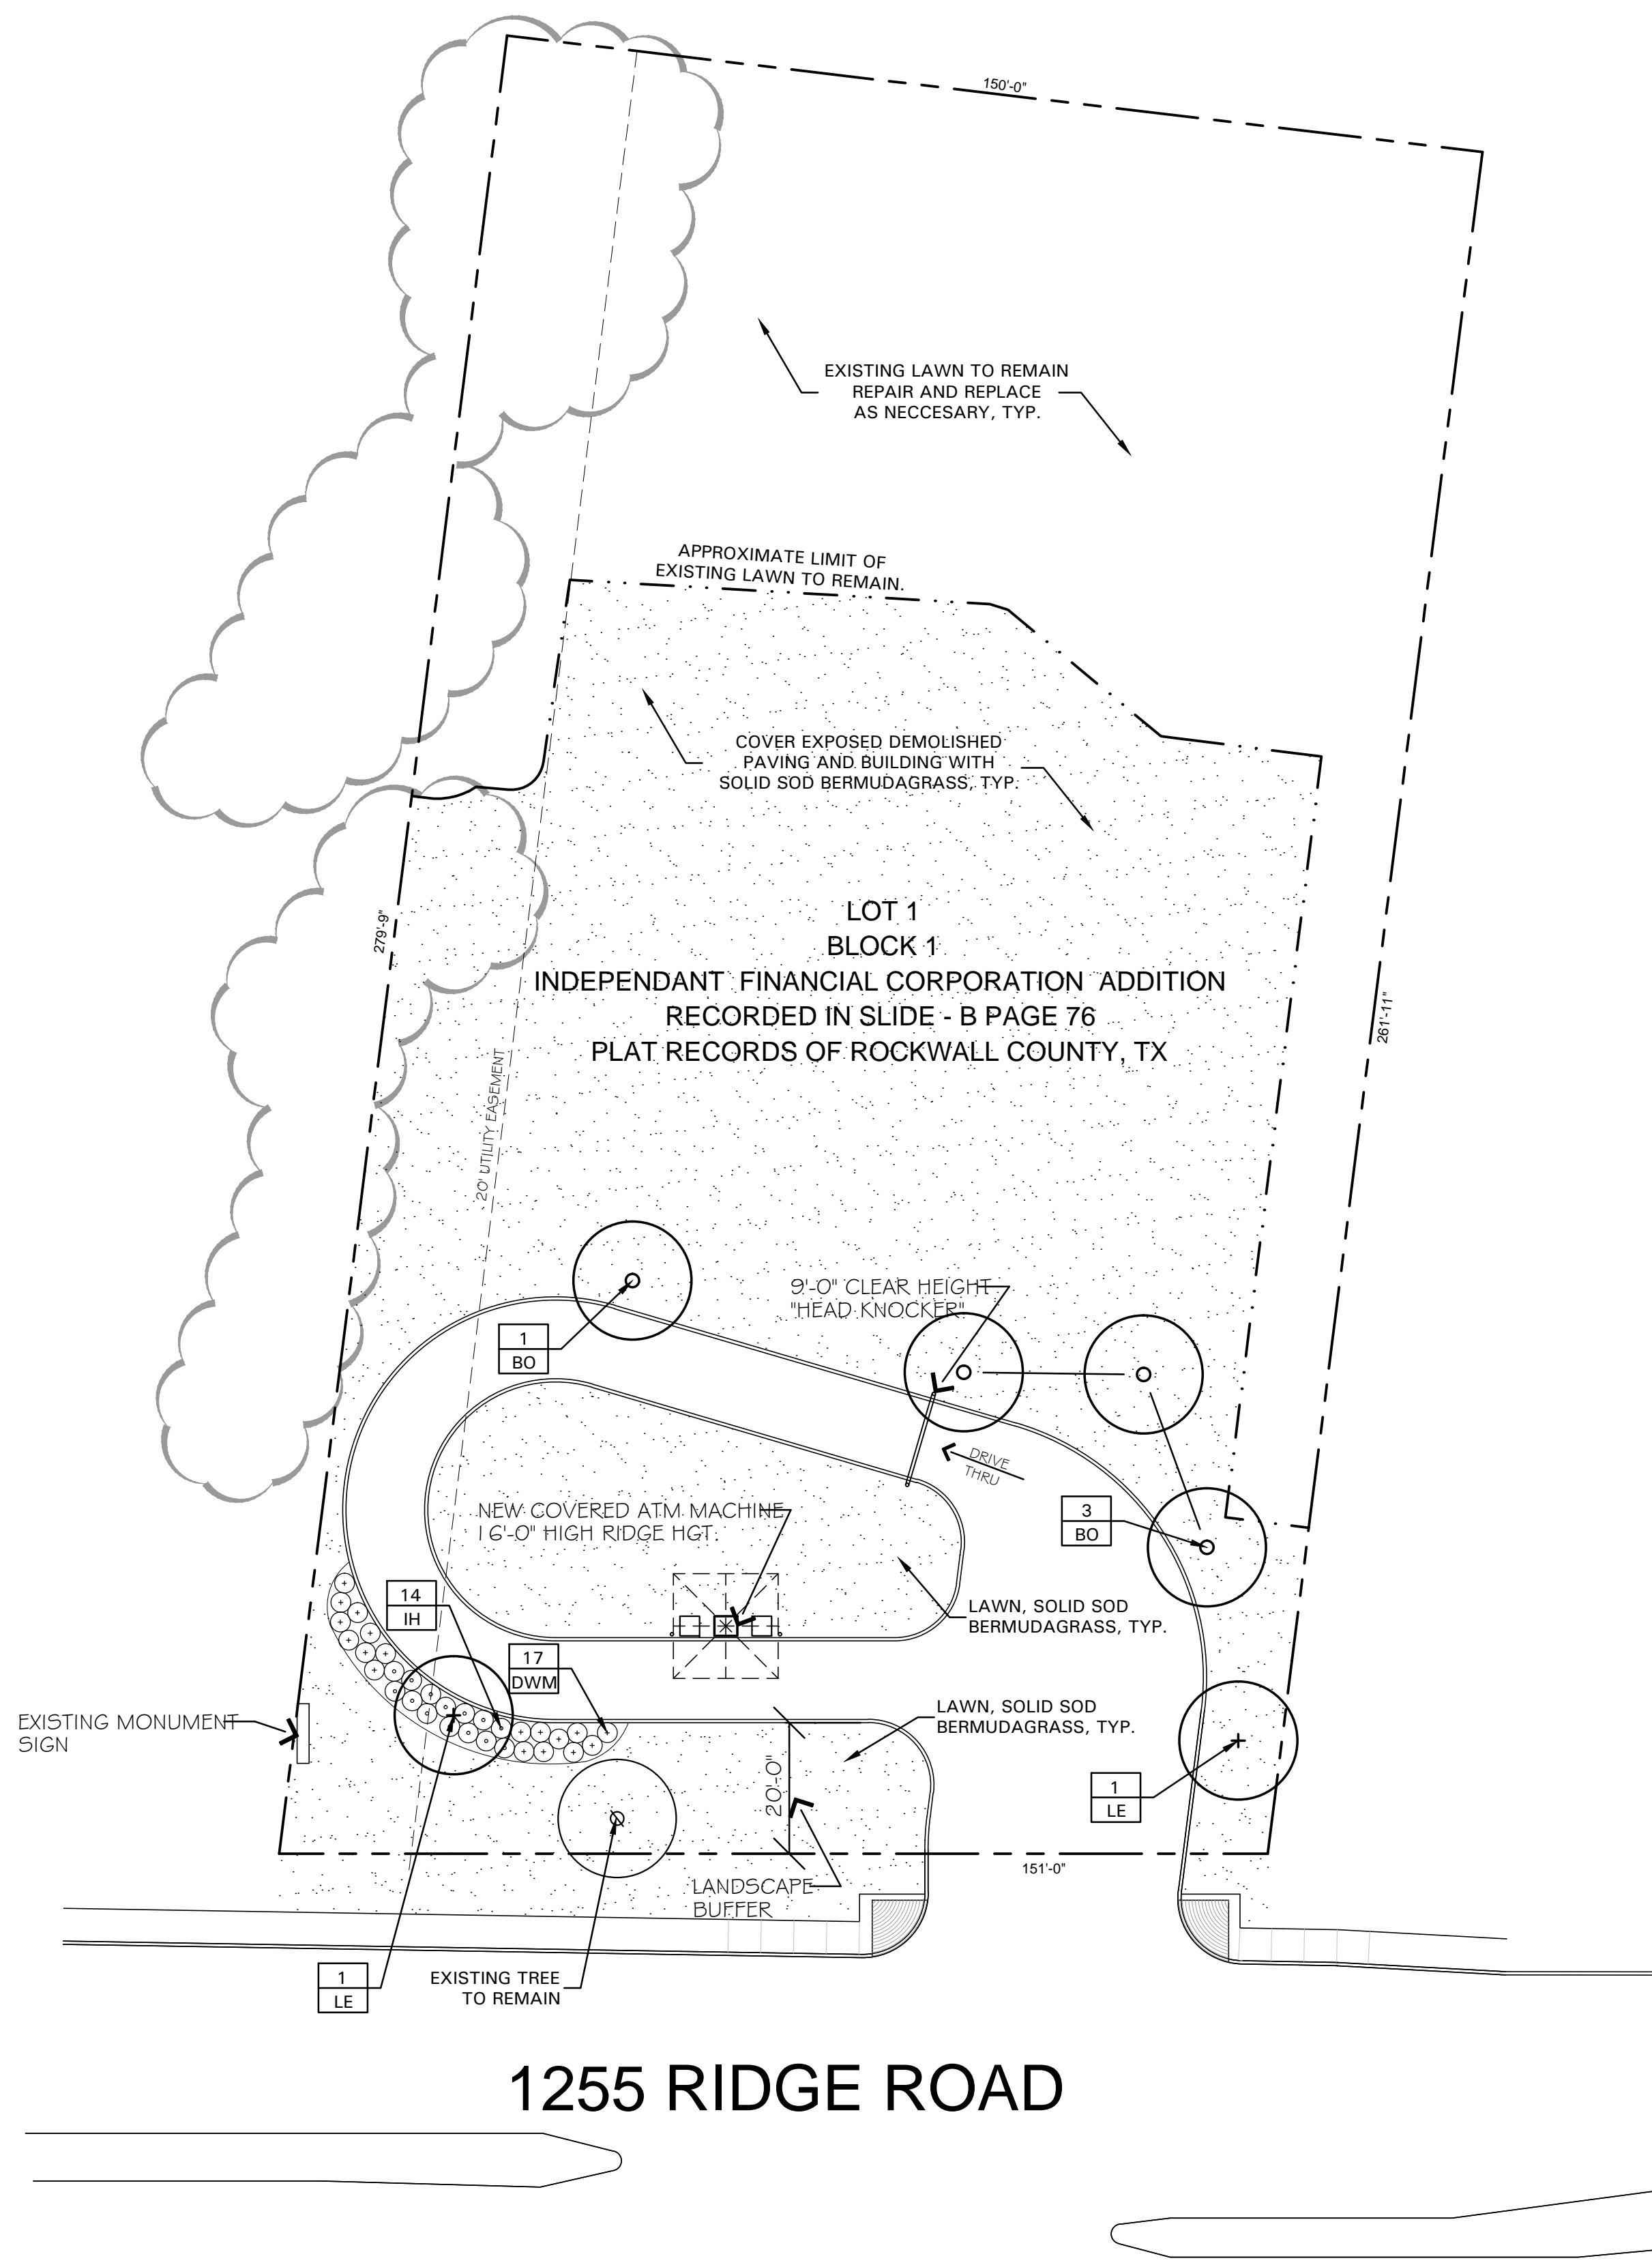 150'-0"
EXISTING LAWN TO REMAIN
REPAIR AND REPLACE
AS NECCESARY, TYP.
APPROXIMATE LIMIT OF
EXISTING LAWN TO REMAIN.
COVER EXPOSED DEMOLISHED
PAVING AND BUILDING WITH
SOLID SOD BERMUDAGRASS, TYP.
279'-9"
LOT 1
BLOCK 1
INDEPENDANT FINANCIAL CORPORATION ADDITION
RECORDED IN SLIDE - B PAGE 76
PLAT RECORDS OF ROCKWALL COUNTY, TX
261'-11"
20' UTILITY EASEMENT
9'-0" CLEAR HEIGHT
"HEAD KNOCKER"
1
BO
DRIVE
THRU
NEW COVERED ATM MACHINE
16'-0" HIGH RIDGE HGT.
3
BO
14
IH
LAWN, SOLID SOD
BERMUDAGRASS, TYP.
17
DWM
EXISTING MONUMENT
SIGN
LAWN, SOLID SOD
BERMUDAGRASS, TYP.
20'-0"
1
LE
151'-0"
LANDSCAPE
BUFFER
1
LE
EXISTING TREE
TO REMAIN
1255 RIDGE ROAD